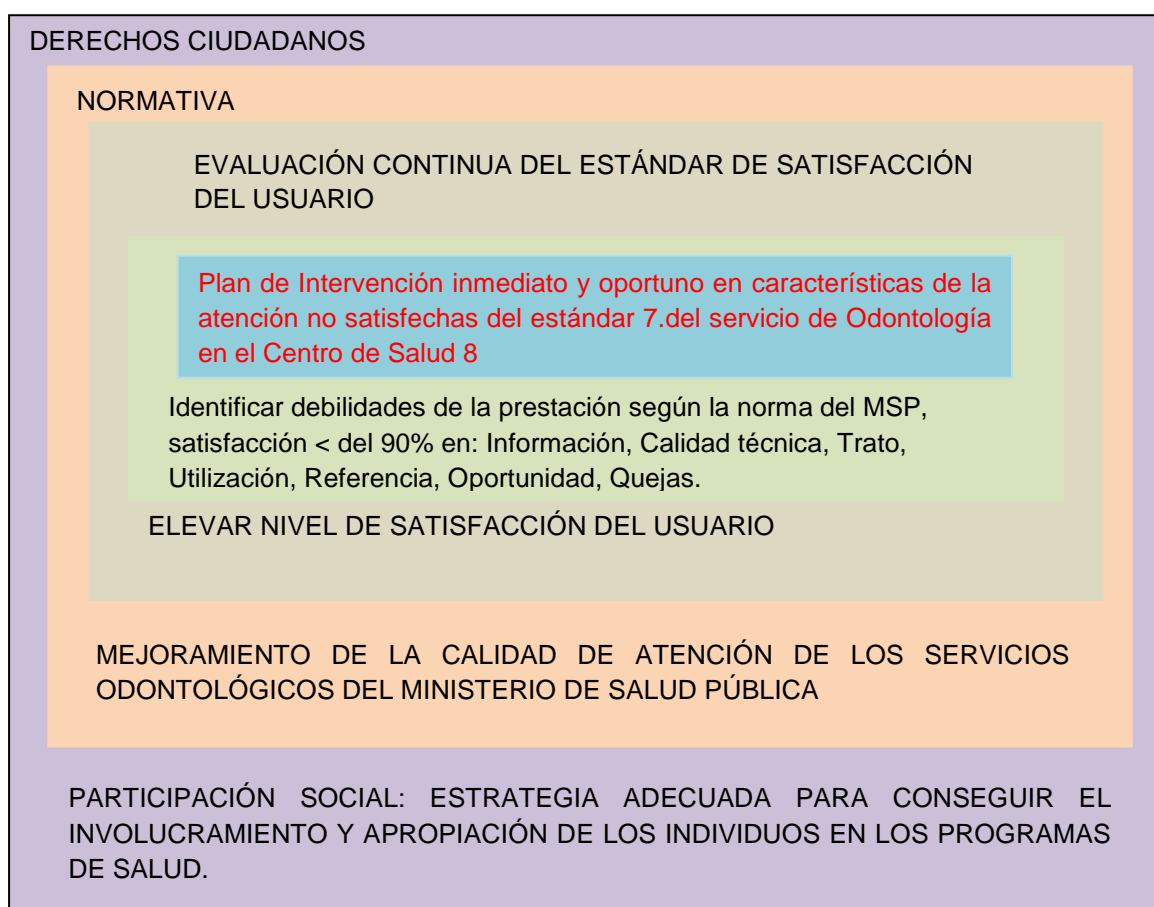 DERECHOS CIUDADANOS
NORMATIVA
EVALUACIÓN CONTINUA DEL ESTÁNDAR DE SATISFACCIÓN
DEL USUARIO
Plan de Intervención inmediato y oportuno en características de la
atención no satisfechas del estándar 7.del servicio de Odontología
en el Centro de Salud 8
Identificar debilidades de la prestación según la norma del MSP,
satisfacción < del 90% en: Información, Calidad técnica, Trato,
Utilización, Referencia, Oportunidad, Quejas.
ELEVAR NIVEL DE SATISFACCIÓN DEL USUARIO
MEJORAMIENTO DE LA CALIDAD DE ATENCIÓN DE LOS SERVICIOS
ODONTOLÓGICOS DEL MINISTERIO DE SALUD PÚBLICA
PARTICIPACIÓN SOCIAL: ESTRATEGIA ADECUADA PARA CONSEGUIR EL
INVOLUCRAMIENTO Y APROPIACIÓN DE LOS INDIVIDUOS EN LOS PROGRAMAS
DE SALUD.